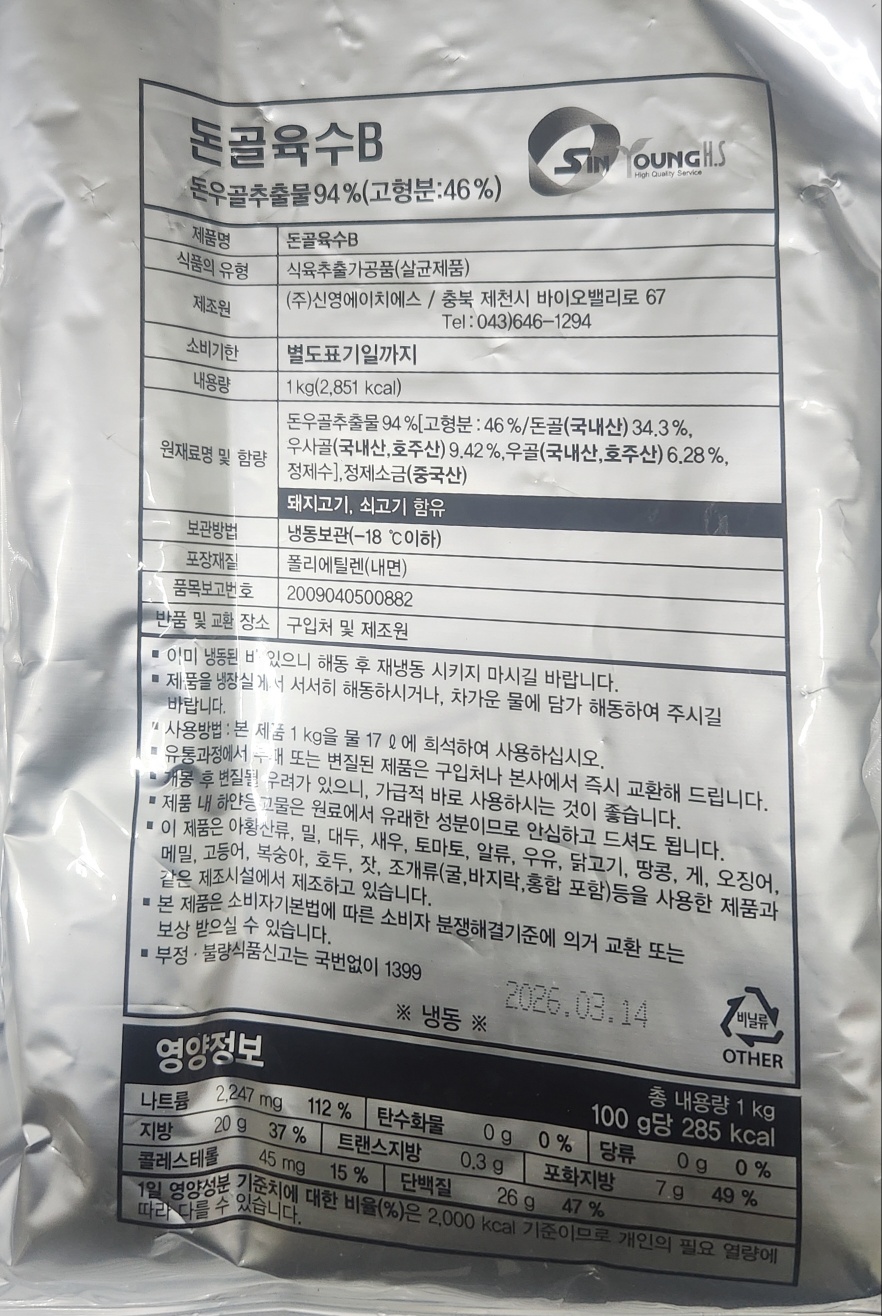 돈골육수B
돈우골추출물94%(고형분:46%)
SIN YOUNG H.S
High Quality Service
제품명 돈골육수B
식품의 유형 식육추출가공품(살균제품)
제조원 (주)신영에이치에스 / 충북 제천시 바이오밸리로 67
Tel : 043)646-1294
소비기한 별도표기일까지
내용량 1kg(2,851 kcal)
원재료명 및 함량 돈우골추출물94%[고형분 : 46%/돈골(국내산) 34.3%,
우사골(국내산,호주산) 9.42%,우골(국내산,호주산) 6.28%,
정제수],정제소금(중국산)
돼지고기, 쇠고기 함유
보관방법 냉동보관(-18 ℃이하)
포장재질 폴리에틸렌(내면)
품목보고번호 2009040500882
반품 및 교환 장소 구입처 및 제조원
▪ 이미 냉동된 바 있으니 해동 후 재냉동 시키지 마시길 바랍니다.
▪ 제품을 냉장실에서 서서히 해동하시거나, 차가운 물에 담가 해동하여 주시길
바랍니다.
▪ 사용방법 : 본 제품 1 kg을 물 17 ℓ에 희석하여 사용하십시오.
▪ 유통과정에서 부패 또는 변질된 제품은 구입처나 본사에서 즉시 교환해 드립니다.
▪ 개봉 후 변질될 우려가 있으니, 가급적 바로 사용하시는 것이 좋습니다.
▪ 제품 내 하얀 고물은 원료에서 유래한 성분이므로 안심하고 드셔도 됩니다.
▪ 이 제품은 아황산류, 밀, 대두, 새우, 토마토, 알류, 우유, 닭고기, 땅콩, 게, 오징어,
메밀, 고등어, 복숭아, 호두, 잣, 조개류(굴,바지락,홍합 포함)등을 사용한 제품과
같은 제조시설에서 제조하고 있습니다.
▪ 본 제품은 소비자기본법에 따른 소비자 분쟁해결기준에 의거 교환 또는
보상 받으실 수 있습니다.
▪ 부정 · 불량식품신고는 국번없이 1399
※ 냉동 ※ 2026.03.14
비닐류
OTHER
영양정보
총 내용량 1 kg
100 g당 285 kcal
나트륨 2,247 mg 112 % 탄수화물 0 g 0 % 당류 0 g 0 %
지방 20 g 37 % 트랜스지방 0.3 g 포화지방 7 g 49 %
콜레스테롤 45 mg 15 % 단백질 26 g 47 %
1일 영양성분 기준치에 대한 비율(%)은 2,000 kcal 기준이므로 개인의 필요 열량에
따라 다를 수 있습니다.